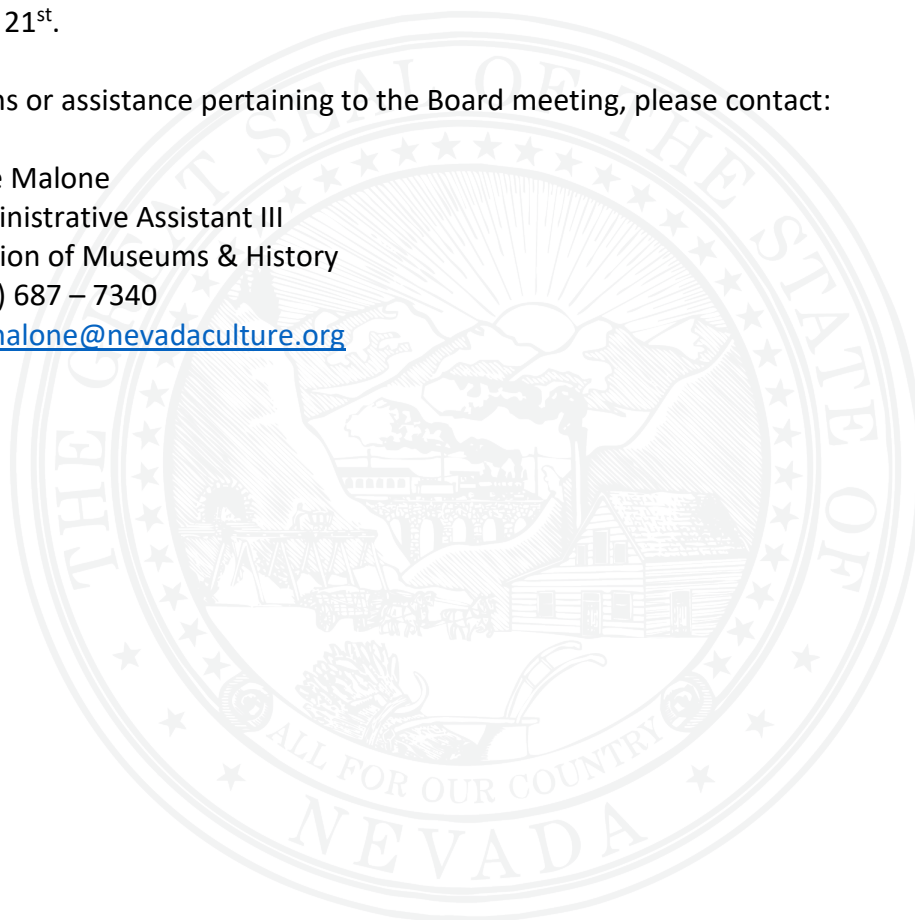 21st.
ns or assistance pertaining to the Board meeting, please contact:
e Malone
inistrative Assistant III
ion of Museums & History
) 687 – 7340
malone@nevadaculture.org
THE GREAT SEAL OF THE STATE OF
ALL FOR OUR COUNTRY
NEVADA